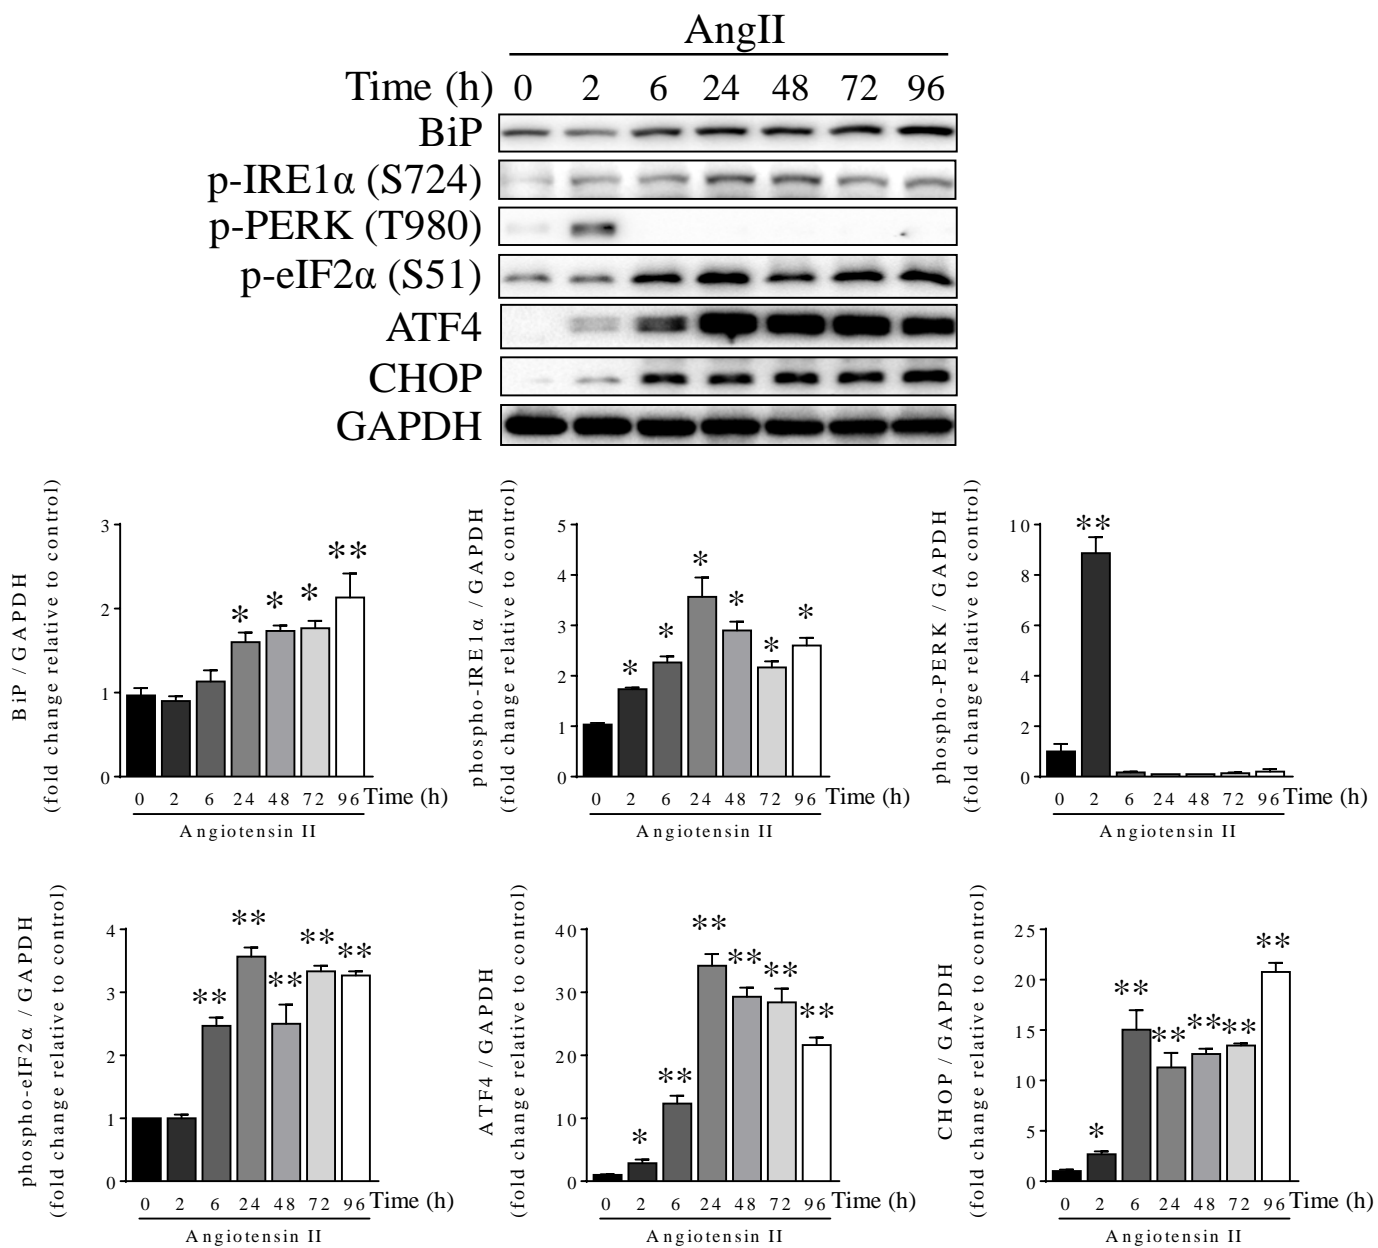 AngII
Time (h) 0 2 6 24 48 72 96
BiP
p-IRE1α (S724)
p-PERK (T980)
p-eIF2α (S51)
ATF4
CHOP
GAPDH
BiP / GAPDH
(fold change relative to control)
3
2
1
0
* * * **
0 2 6 24 48 72 96 Time (h)
Angiotensin II
phospho-IRE1α / GAPDH
(fold change relative to control)
5
4
3
2
1
0
* * * * * *
0 2 6 24 48 72 96 Time (h)
Angiotensin II
phospho-PERK / GAPDH
(fold change relative to control)
10
8
6
4
2
0
**
0 2 6 24 48 72 96 Time (h)
Angiotensin II
phospho-eIF2α / GAPDH
(fold change relative to control)
4
3
2
1
0
** ** ** ** **
0 2 6 24 48 72 96 Time (h)
Angiotensin II
ATF4 / GAPDH
(fold change relative to control)
40
30
20
10
0
* ** ** ** ** **
0 2 6 24 48 72 96 Time (h)
Angiotensin II
CHOP / GAPDH
(fold change relative to control)
25
20
15
10
5
0
* ** ** ** ** **
0 2 6 24 48 72 96 Time (h)
Angiotensin II